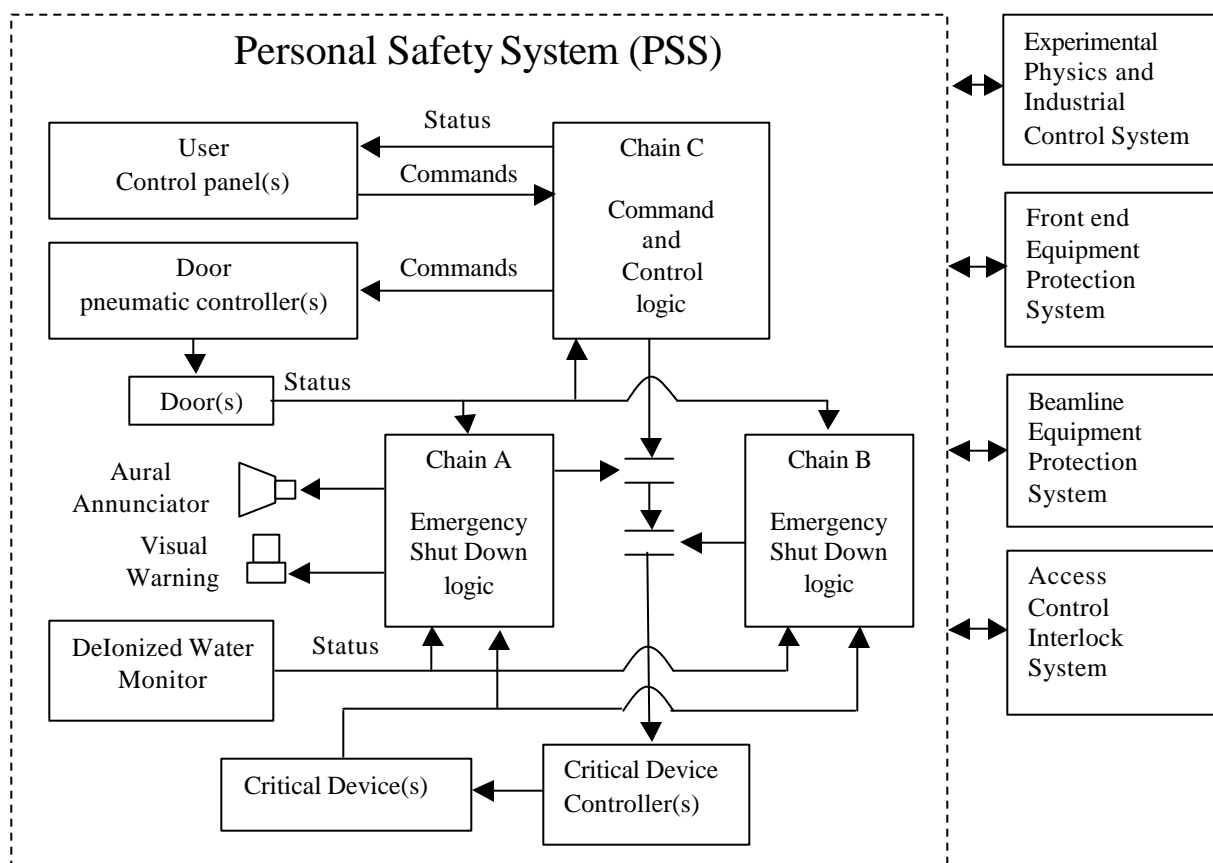 Personal Safety System (PSS)
User
Control panel(s)
Status
Commands
Chain C
Command
and
Control
logic
Door
pneumatic controller(s)
Commands
Door(s)
Status
Aural
Annunciator
Visual
Warning
Chain A
Emergency
Shut Down
logic
Chain B
Emergency
Shut Down
logic
DeIonized Water
Monitor
Status
Critical Device(s)
Critical Device
Controller(s)
Experimental
Physics and
Industrial
Control System
Front end
Equipment
Protection
System
Beamline
Equipment
Protection
System
Access
Control
Interlock
System